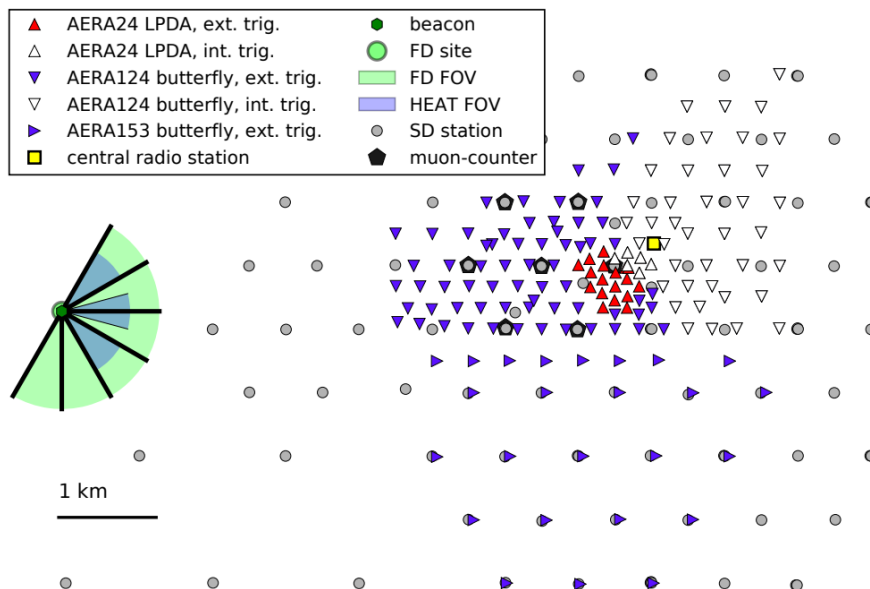 AERA24 LPDA, ext. trig.
AERA24 LPDA, int. trig.
AERA124 butterfly, ext. trig.
AERA124 butterfly, int. trig.
AERA153 butterfly, ext. trig.
central radio station
beacon
FD site
FD FOV
HEAT FOV
SD station
muon-counter
1 km